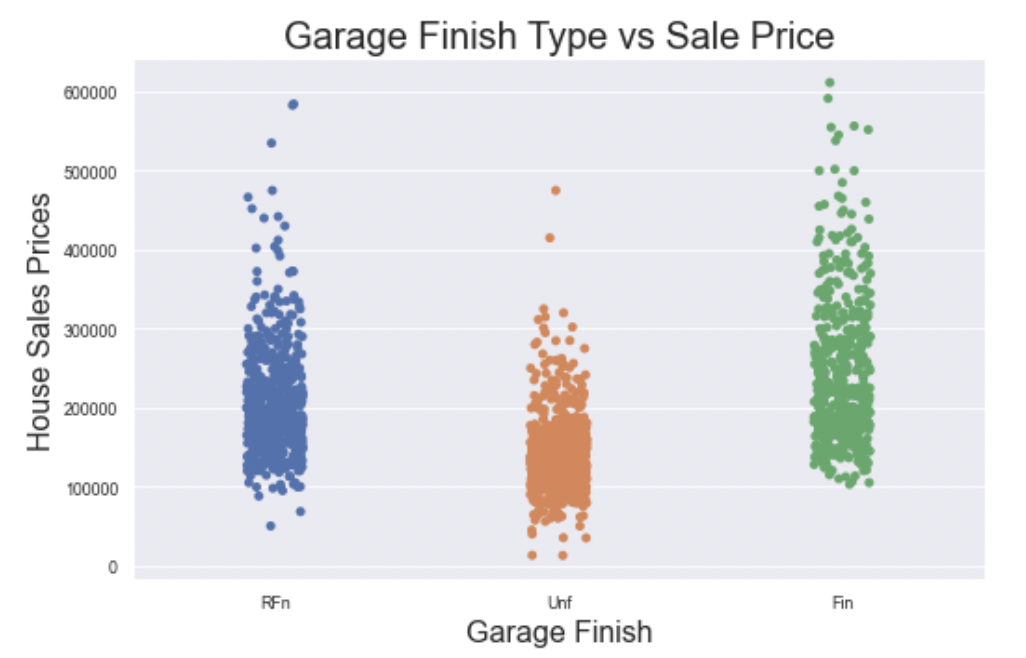 Garage Finish Type vs Sale Price
House Sales Prices
600000
500000
400000
300000
200000
100000
0
RFn
Unf
Fin
Garage Finish